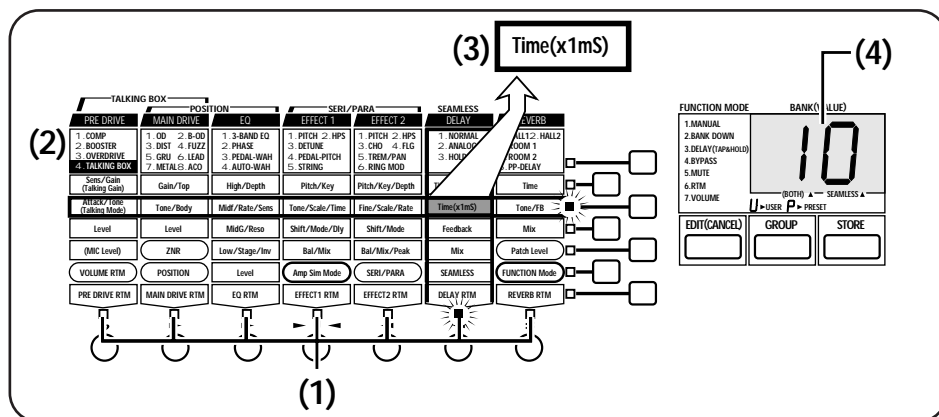 (3) Time(x1mS)
(4)
TALKING BOX
POSITION
SERI/PARA
SEAMLESS
(2)
PRE DRIVE
1.COMP
2.BOOSTER
3.OVERDRIVE
4.TALKING BOX
Sens/Gain
(Talking Gain)
Attack/Tone
(Talking Mode)
Level
(MIC Level)
VOLUME RTM
PRE DRIVE RTM
MAIN DRIVE
1.OD 2.B-OD
3.DIST 4.FUZZ
5.GRU 6.LEAD
7.METAL 8.ACO
Gain/Top
Tone/Body
Level
ZNR
POSITION
MAIN DRIVE RTM
EQ
1.3-BAND EQ
2.PHASE
3.PEDAL-WAH
4.AUTO-WAH
High/Depth
Midf/Rate/Sens
MidG/Reso
Low/Stage/Inv
Level
EQ RTM
EFFECT 1
1.PITCH 2.HPS
3.DETUNE
4.PEDAL-PITCH
5.STRING
Pitch/Key
Tone/Scale/Time
Shift/Mode/Dly
Bal/Mix
Amp Sim Mode
EFFECT1 RTM
EFFECT 2
1.PITCH 2.HPS
3.CHO 4.FLG
5.TREM/PAN
6.RING MOD
Pitch/Key/Depth
Fine/Scale/Rate
Shift/Mode
Bal/Mix/Peak
SERI/PARA
EFFECT2 RTM
DELAY
1.NORMAL
2.ANALOG
3.HOLD
Time(x1mS)
Feedback
Mix
SEAMLESS
DELAY RTM
REVERB
HALL1 2.HALL2
ROOM 1
ROOM 2
PP-DELAY
Time
Tone/FB
Mix
Patch Level
FUNCTION Mode
REVERB RTM
(1)
FUNCTION MODE
1.MANUAL
2.BANK DOWN
3.DELAY(TAP&HOLD)
4.BYPASS
5.MUTE
6.RTM
7.VOLUME
BANK(VALUE)
10
(BOTH) ▲ SEAMLESS ▲
U ►USER P ► PRESET
EDIT(CANCEL)
GROUP
STORE